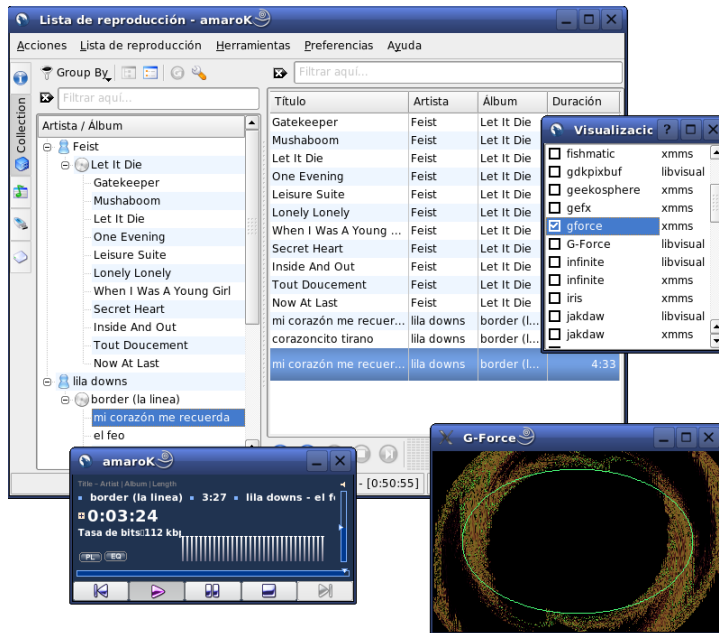 Lista de reproducción - amaroK
Acciones Lista de reproducción Herramientas Preferencias Ayuda
Group By
Filtrar aquí...
Filtrar aquí...
Collection
Artista / Álbum
Feist
Let It Die
Gatekeeper
Mushaboom
Let It Die
One Evening
Leisure Suite
Lonely Lonely
When I Was A Young Girl
Secret Heart
Inside And Out
Tout Doucement
Now At Last
lila downs
border (la linea)
mi corazón me recuerda
el feo
Título Artista Álbum Duración
Gatekeeper Feist Let It Die
Mushaboom Feist Let It Die
Let It Die Feist Let It Die
One Evening Feist Let It Die
Leisure Suite Feist Let It Die
Lonely Lonely Feist Let It Die
When I Was A Young ... Feist Let It Die
Secret Heart Feist Let It Die
Inside And Out Feist Let It Die
Tout Doucement Feist Let It Die
Now At Last Feist Let It Die
mi corazón me recuer... lila downs border (l...
corazoncito tirano lila downs border (l...
mi corazón me recuer... lila downs border (l... 4:33
- [0:50:55]
Visualizacic
fishmatic xmms
gdkpixbuf libvisual
geekosphere xmms
gefx xmms
gforce xmms
G-Force libvisual
infinite libvisual
infinite xmms
iris xmms
jakdaw libvisual
jakdaw xmms
amaroK
Title - Artist | Album | Length
border (la linea) 3:27 lila downs - el f
0:03:24
Tasa de bits 112 kbp
PL EQ
G-Force